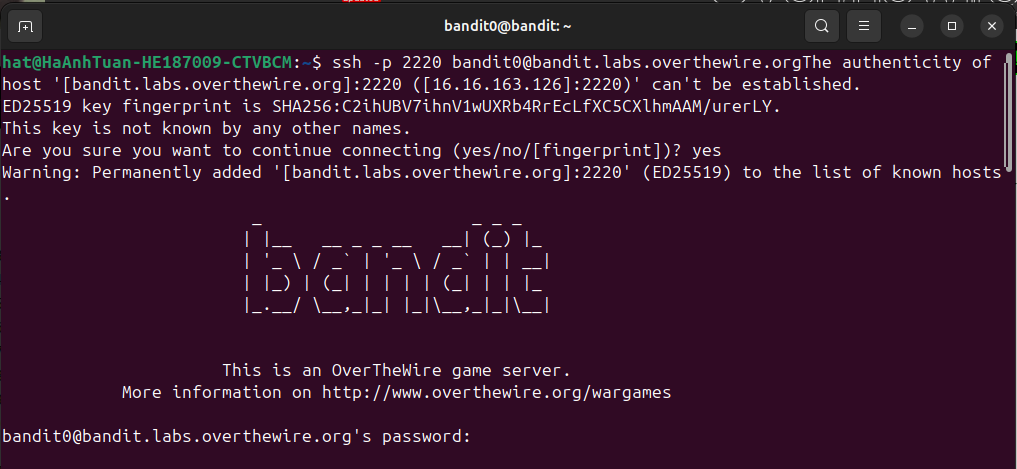 bandit0@bandit: ~
hat@HaAnhTuan-HE187009-CTVBCM:~$ ssh -p 2220 bandit0@bandit.labs.overthewire.orgThe authenticity of
host '[bandit.labs.overthewire.org]:2220 ([16.16.163.126]:2220)' can't be established.
ED25519 key fingerprint is SHA256:C2ihUBV7ihnV1wUXRb4RrEcLfXC5CXlhmAAM/urerLY.
This key is not known by any other names.
Are you sure you want to continue connecting (yes/no/[fingerprint])? yes
Warning: Permanently added '[bandit.labs.overthewire.org]:2220' (ED25519) to the list of known hosts
.
bandit
This is an OverTheWire game server.
More information on http://www.overthewire.org/wargames
bandit0@bandit.labs.overthewire.org's password: